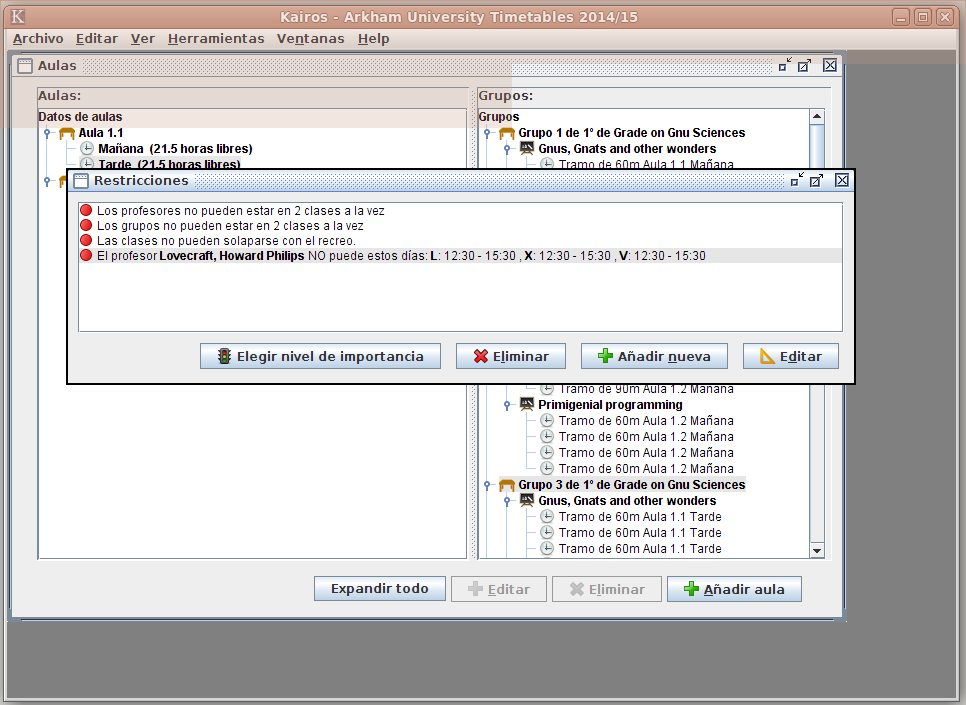 Kairos - Arkham University Timetables 2014/15
Archivo Editar Ver Herramientas Ventanas Help
Aulas
Aulas:
Datos de aulas
Aula 1.1
Mañana (21.5 horas libres)
Tarde (21.5 horas libres)
Grupos:
Grupos
Grupo 1 de 1º de Grade on Gnu Sciences
Gnus, Gnats and other wonders
Tramo de 60m Aula 1.1 Mañana
Restricciones
Los profesores no pueden estar en 2 clases a la vez
Los grupos no pueden estar en 2 clases a la vez
Las clases no pueden solaparse con el recreo.
El profesor Lovecraft, Howard Philips NO puede estos días: L: 12:30 - 15:30 , X: 12:30 - 15:30 , V: 12:30 - 15:30
Elegir nivel de importancia Eliminar Añadir nueva Editar
Tramo de 90m Aula 1.2 Mañana
Primigenial programming
Tramo de 60m Aula 1.2 Mañana
Tramo de 60m Aula 1.2 Mañana
Tramo de 60m Aula 1.2 Mañana
Tramo de 60m Aula 1.2 Mañana
Grupo 3 de 1º de Grade on Gnu Sciences
Gnus, Gnats and other wonders
Tramo de 60m Aula 1.1 Tarde
Tramo de 60m Aula 1.1 Tarde
Tramo de 60m Aula 1.1 Tarde
Expandir todo Editar Eliminar Añadir aula